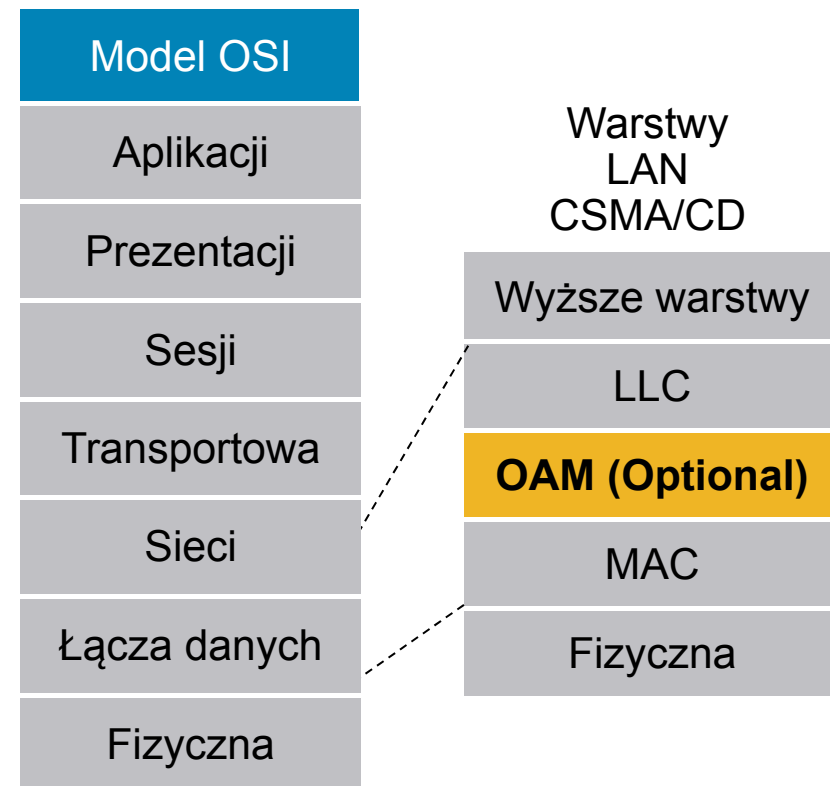 Model OSI
Aplikacji
Prezentacji
Sesji
Transportowa
Sieci
Łącza danych
Fizyczna
Warstwy
LAN
CSMA/CD
Wyższe warstwy
LLC
OAM (Optional)
MAC
Fizyczna